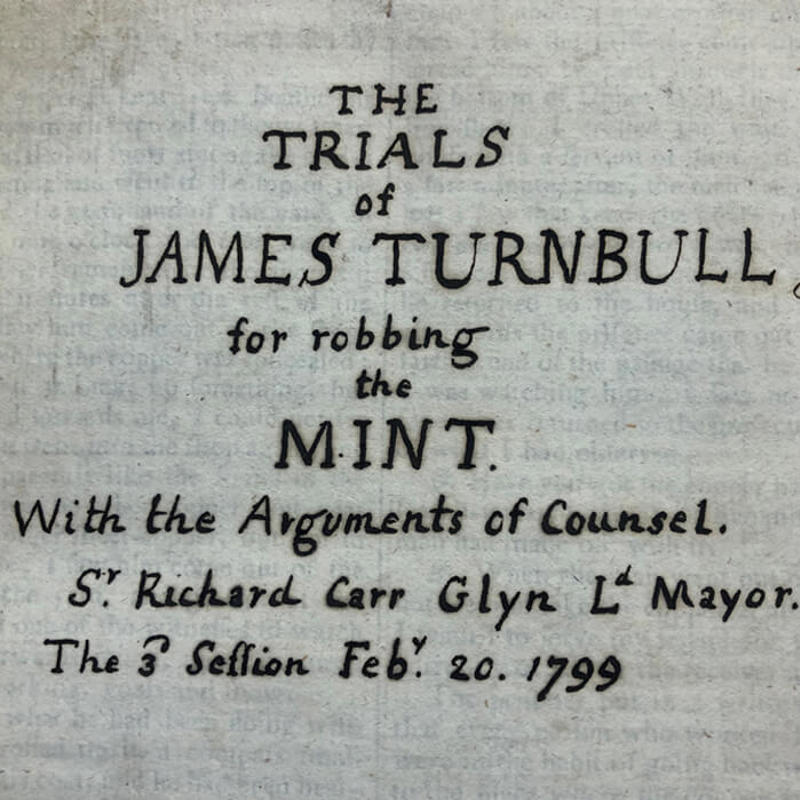 THE
TRIALS
of
JAMES TURNBULL,
for robbing
the
MINT.
With the Arguments of Counsel.
Sr. Richard Carr Glyn Ld Mayor.
The 3d Seſsion Feby. 20. 1799